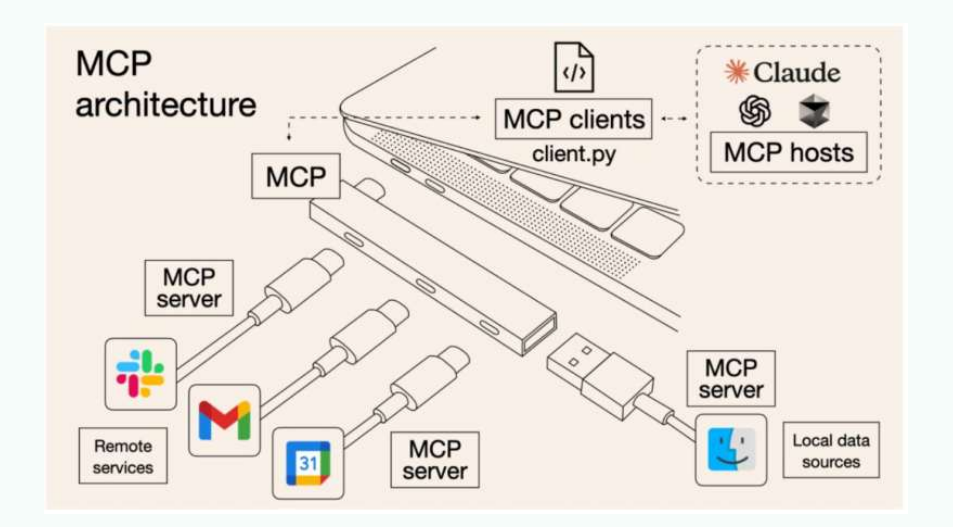 MCP
architecture
</>
MCP clients
client.py
Claude
MCP hosts
MCP
MCP
server
Remote
services
31
MCP
server
MCP
server
Local data
sources